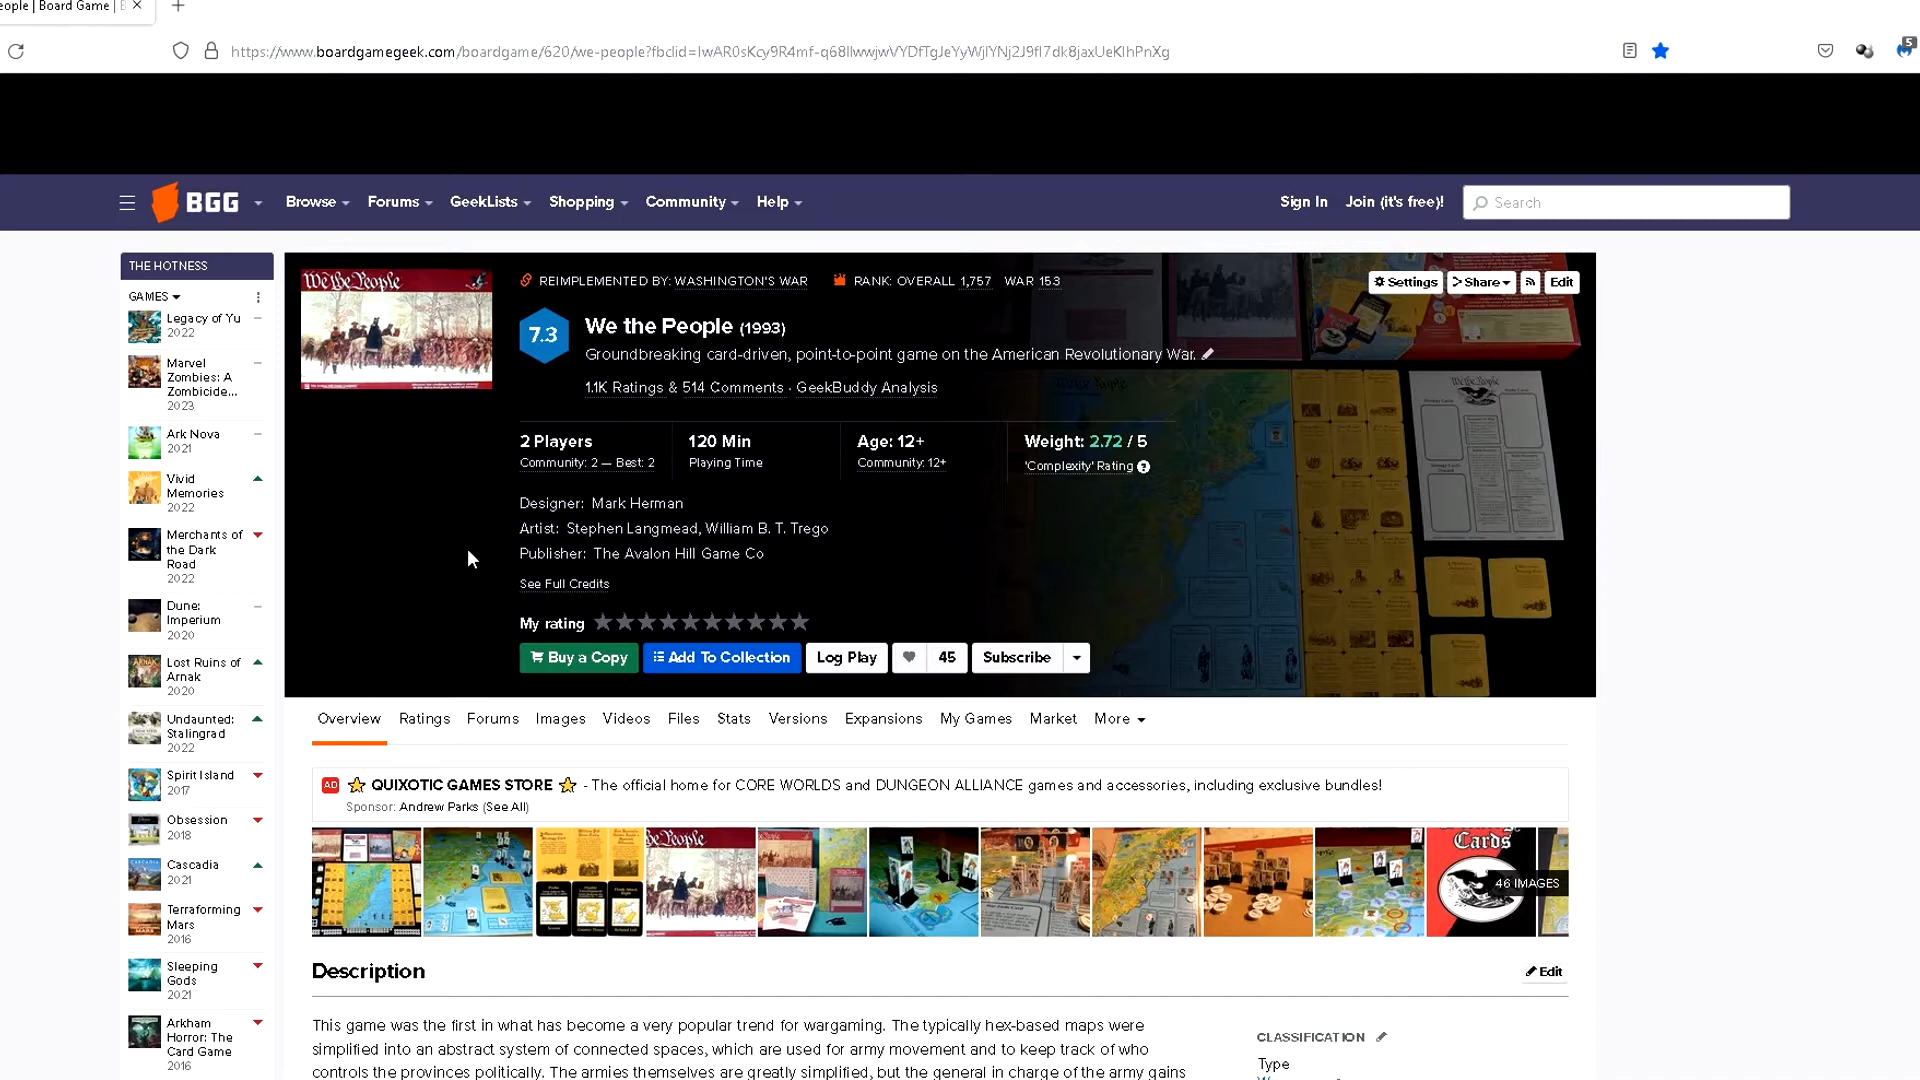 eople | Board Game |
5
https://www.boardgamegeek.com/boardgame/620/we-people?fbclid=IwAR0sKcy9R4mf-q68llwwjwVYDfTgJeYyWjlYNj2J9fl7dk8jaxUeKlhPnXg
BGG
Browse
Forums
GeekLists
Shopping
Community
Help
Sign In
Join (it's free)!
Search
THE HOTNESS
GAMES
Legacy of Yu
2022
Marvel
Zombies: A
Zombicide...
2023
Ark Nova
2021
Vivid
Memories
2022
Merchants of
the Dark
Road
2022
Dune:
Imperium
2020
Lost Ruins of
Arnak
2020
Undaunted:
Stalingrad
2022
Spirit Island
2017
Obsession
2018
Cascadia
2021
Terraforming
Mars
2016
Sleeping
Gods
2021
Arkham
Horror: The
Card Game
2016
We the People
REIMPLEMENTED BY: WASHINGTON'S WAR
RANK: OVERALL 1,757 WAR 153
Settings
Share
Edit
7.3
We the People (1993)
Groundbreaking card-driven, point-to-point game on the American Revolutionary War.
1.1K Ratings & 514 Comments · GeekBuddy Analysis
2 Players
Community: 2 — Best: 2
120 Min
Playing Time
Age: 12+
Community: 12+
Weight: 2.72 / 5
'Complexity' Rating
Designer: Mark Herman
Artist: Stephen Langmead, William B. T. Trego
Publisher: The Avalon Hill Game Co
See Full Credits
My rating
Buy a Copy
Add To Collection
Log Play
45
Subscribe
Overview
Ratings
Forums
Images
Videos
Files
Stats
Versions
Expansions
My Games
Market
More
AD
QUIXOTIC GAMES STORE - The official home for CORE WORLDS and DUNGEON ALLIANCE games and accessories, including exclusive bundles!
Sponsor: Andrew Parks (See All)
he People
Cards
46 IMAGES
Description
Edit
This game was the first in what has become a very popular trend for wargaming. The typically hex-based maps were
simplified into an abstract system of connected spaces, which are used for army movement and to keep track of who
controls the provinces politically. The armies themselves are greatly simplified, but the general in charge of the army gains
CLASSIFICATION
Type